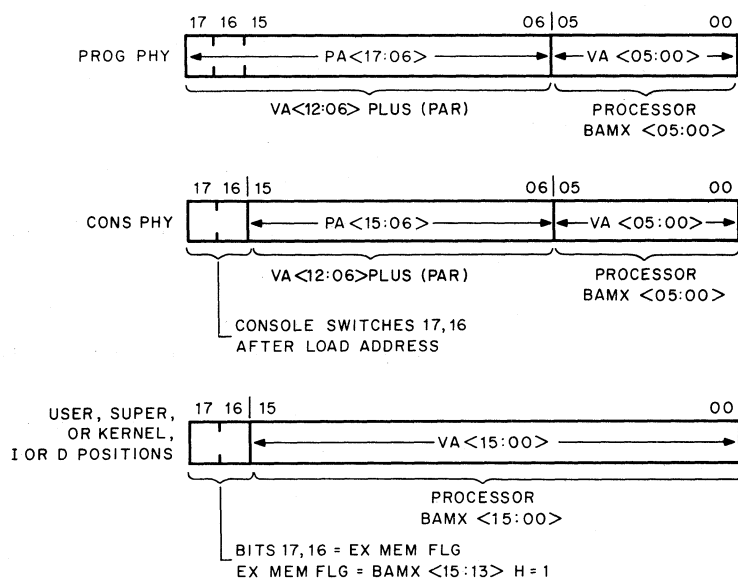 17 16 15 06 05 00
PROG PHY PA<17:06> VA <05:00>
VA<12:06> PLUS (PAR) PROCESSOR
BAMX <05:00>
17 16 15 06 05 00
CONS PHY PA<15:06> VA <05:00>
VA<12:06>PLUS (PAR) PROCESSOR
BAMX <05:00>
CONSOLE SWITCHES 17,16
AFTER LOAD ADDRESS
USER, SUPER,
OR KERNEL,
I OR D POSITIONS
17 16 15 00
VA<15:00>
PROCESSOR
BAMX <15:00>
BITS 17,16 = EX MEM FLG
EX MEM FLG = BAMX <15:13> H = 1